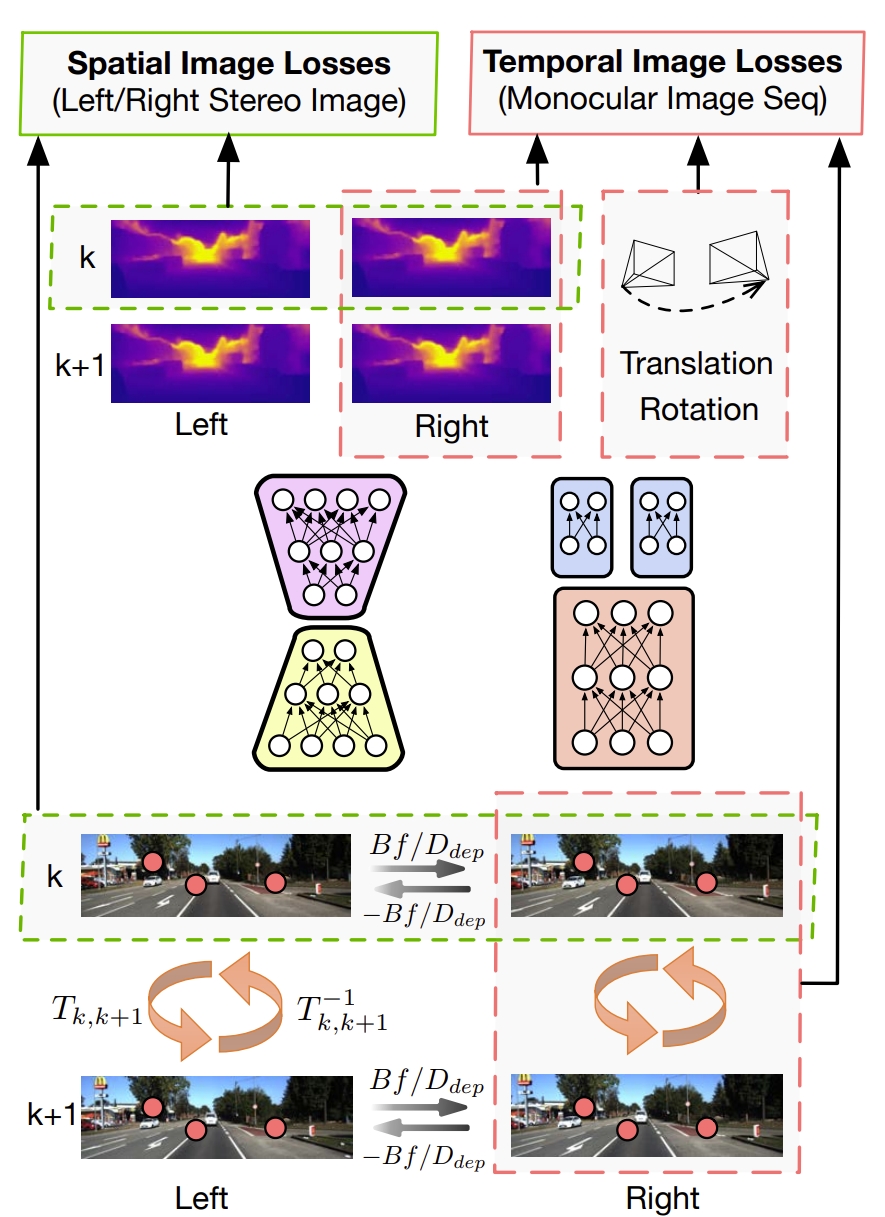 Spatial Image Losses
(Left/Right Stereo Image)
Temporal Image Losses
(Monocular Image Seq)
k
k+1
Left
Right
Translation
Rotation
k
Bf/D_{dep}
-Bf/D_{dep}
T_{k,k+1}
T_{k,k+1}^{-1}
k+1
Bf/D_{dep}
-Bf/D_{dep}
Left
Right